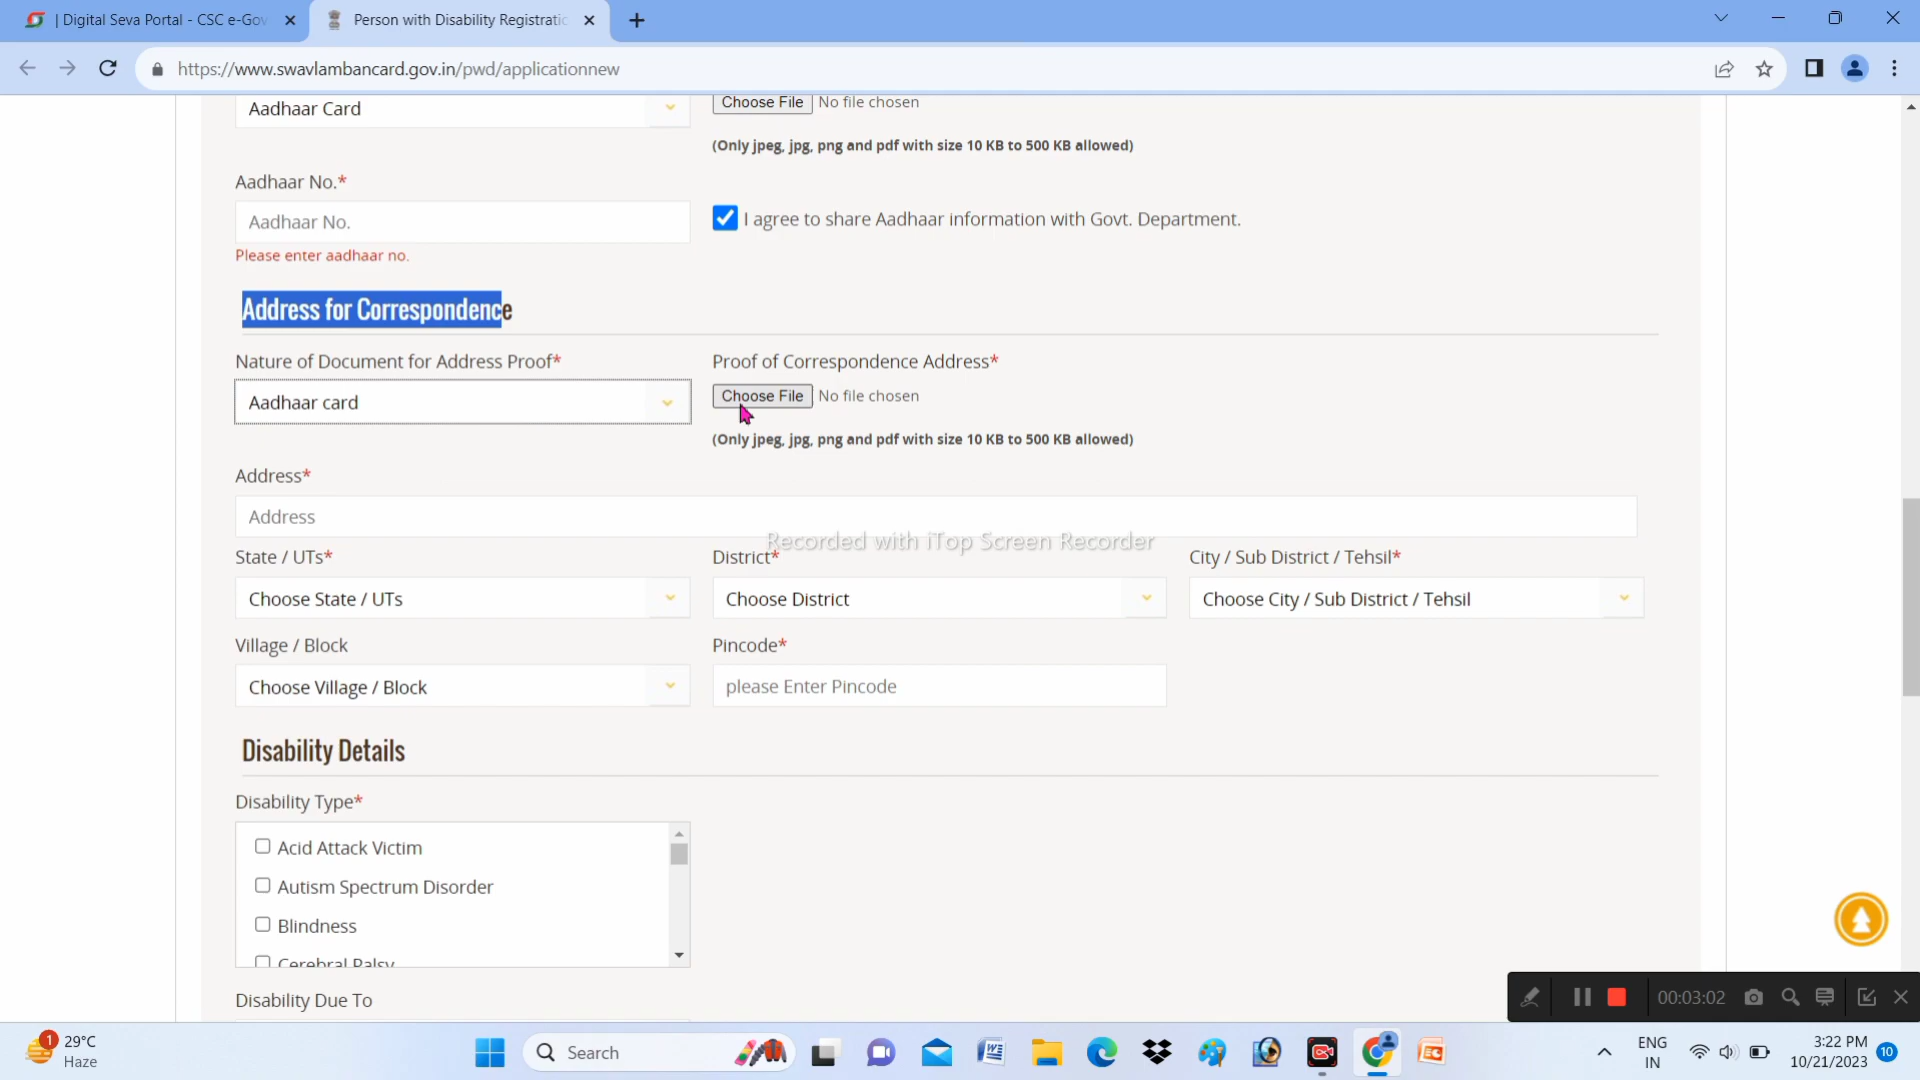 | Digital Seva Portal - CSC e-Gov
Person with Disability Registratio
https://www.swavlambancard.gov.in/pwd/applicationnew
Aadhaar Card
Choose File No file chosen
(Only jpeg, jpg, png and pdf with size 10 KB to 500 KB allowed)
Aadhaar No.*
Aadhaar No.
I agree to share Aadhaar information with Govt. Department.
Please enter aadhaar no.
Address for Correspondence
Nature of Document for Address Proof*
Proof of Correspondence Address*
Aadhaar card
Choose File No file chosen
(Only jpeg, jpg, png and pdf with size 10 KB to 500 KB allowed)
Address*
Address
Recorded with iTop Screen Recorder
State / UTs*
District*
City / Sub District / Tehsil*
Choose State / UTs
Choose District
Choose City / Sub District / Tehsil
Village / Block
Pincode*
Choose Village / Block
please Enter Pincode
Disability Details
Disability Type*
Acid Attack Victim
Autism Spectrum Disorder
Blindness
Cerebral Palsy
Disability Due To
00:03:02
1
29°C
Haze
Search
ENG
IN
3:22 PM
10/21/2023
10